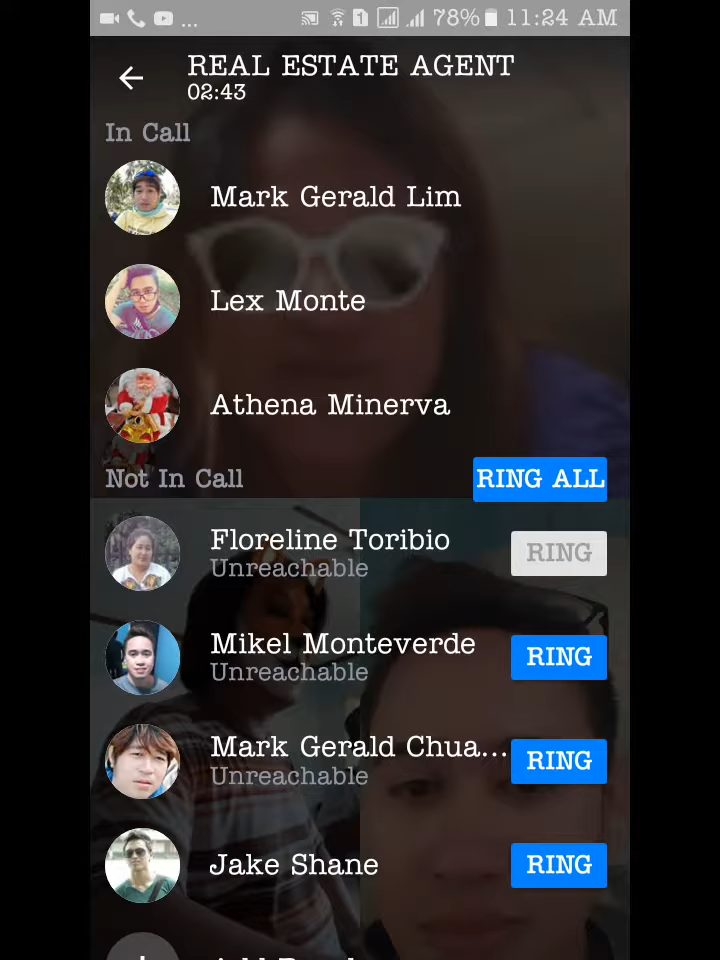 ... 1 78% 11:24 AM
REAL ESTATE AGENT
02:43
In Call
Mark Gerald Lim
Lex Monte
Athena Minerva
Not In Call RING ALL
Floreline Toribio
Unreachable RING
Mikel Monteverde
Unreachable RING
Mark Gerald Chua...
Unreachable RING
Jake Shane RING